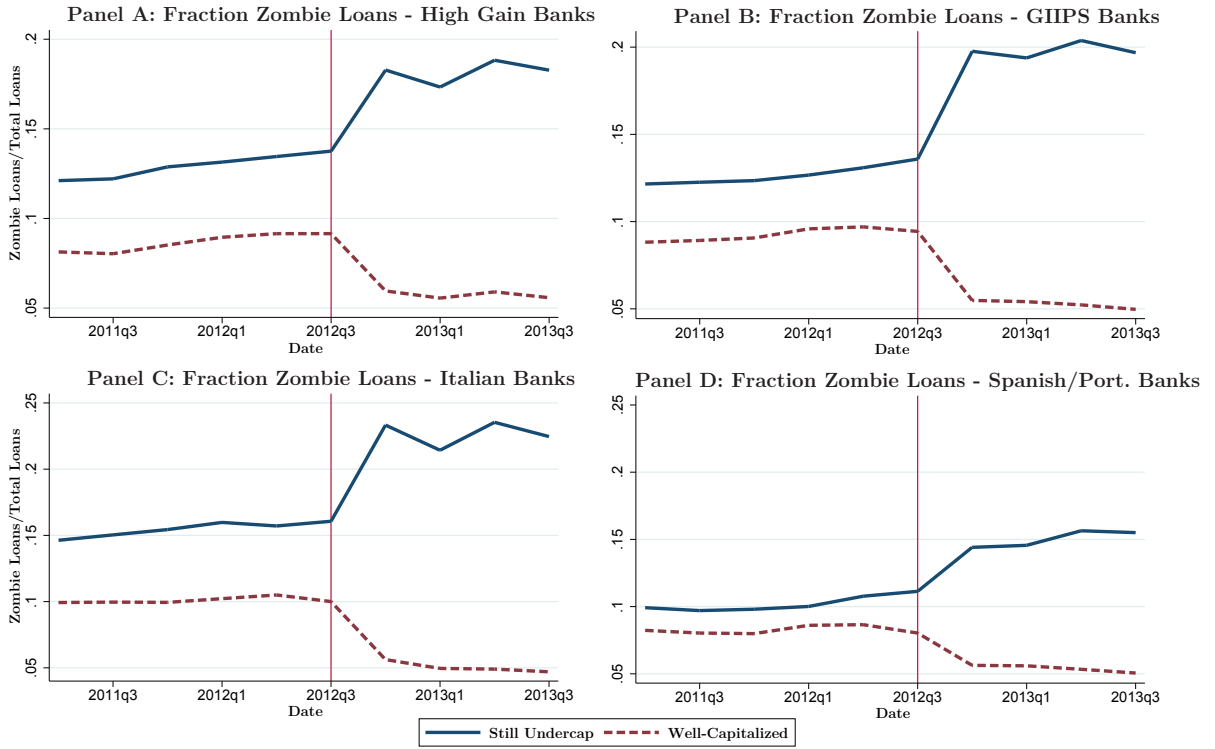 Panel A: Fraction Zombie Loans - High Gain Banks
Zombie Loans/Total Loans
.2
.15
.1
.05
2011q3 2012q1 2012q3 2013q1 2013q3
Date
Panel B: Fraction Zombie Loans - GIIPS Banks
.2
.15
.1
.05
2011q3 2012q1 2012q3 2013q1 2013q3
Date
Panel C: Fraction Zombie Loans - Italian Banks
Zombie Loans/Total Loans
.25
.2
.15
.1
.05
2011q3 2012q1 2012q3 2013q1 2013q3
Date
Panel D: Fraction Zombie Loans - Spanish/Port. Banks
.25
.2
.15
.1
.05
2011q3 2012q1 2012q3 2013q1 2013q3
Date
Still Undercap Well-Capitalized